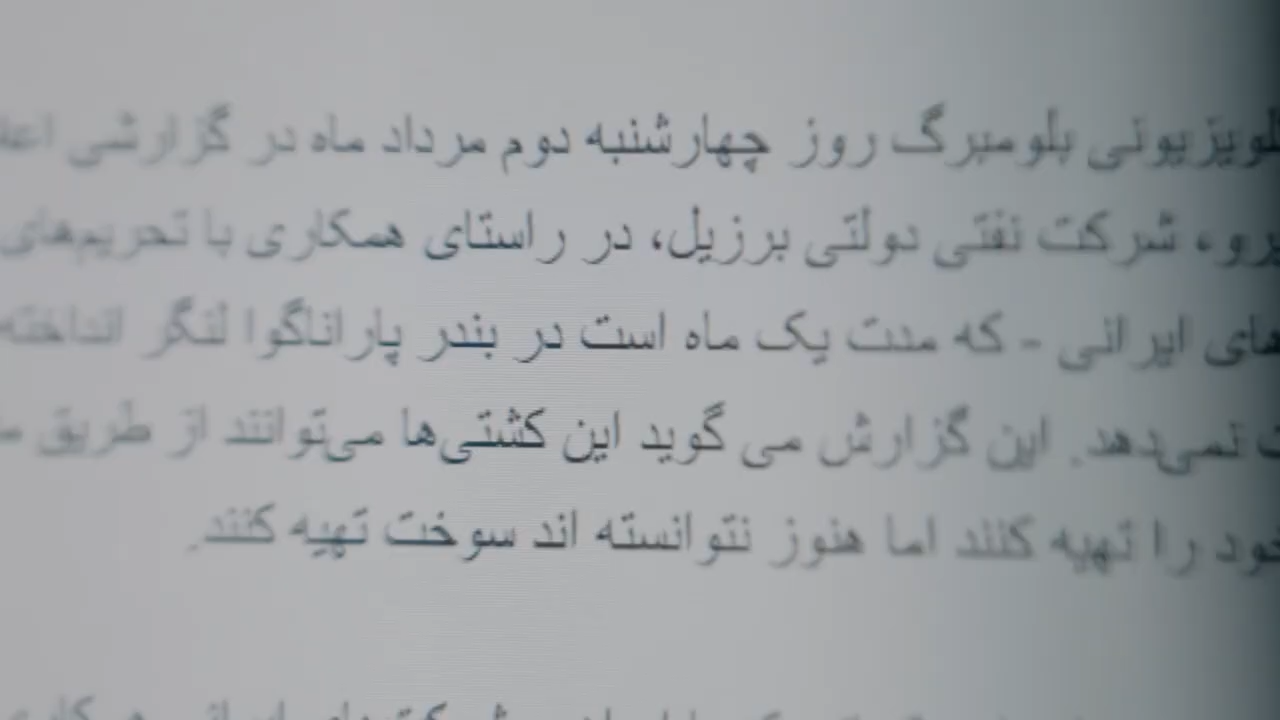 تلویزیونی بلومبرگ روز چهارشنبه دوم مرداد ماه در گزارشی
شرکت نفتی دولتی برزیل، در راستای همکاری با تحریم‌های
های ایرانی - که مدت یک ماه است در بندر پاراناگوا لنگر انداخته
نمی‌دهد. این گزارش می گوید این کشتی‌ها می‌توانند از طریق
خود را تهیه کنند اما هنوز نتوانسته اند سوخت تهیه کنند.